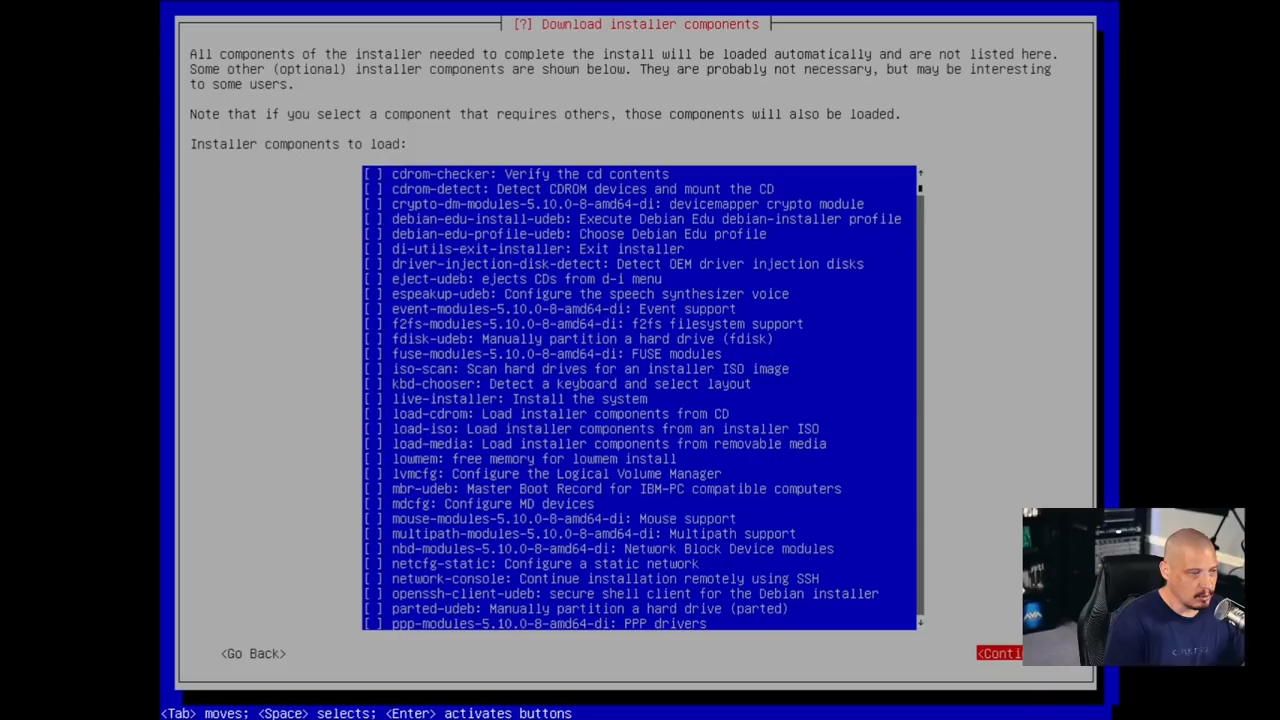 [?] Download installer components
All components of the installer needed to complete the install will be loaded automatically and are not listed here.
Some other (optional) installer components are shown below. They are probably not necessary, but may be interesting
to some users.
Note that if you select a component that requires others, those components will also be loaded.
Installer components to load:
[ ] cdrom-checker: Verify the cd contents
[ ] cdrom-detect: Detect CDROM devices and mount the CD
[ ] crypto-dm-modules-5.10.0-8-amd64-di: devicemapper crypto module
[ ] debian-edu-install-udeb: Execute Debian Edu debian-installer profile
[ ] debian-edu-profile-udeb: Choose Debian Edu profile
[ ] di-utils-exit-installer: Exit installer
[ ] driver-injection-disk-detect: Detect OEM driver injection disks
[ ] eject-udeb: ejects CDs from d-i menu
[ ] espeakup-udeb: Configure the speech synthesizer voice
[ ] event-modules-5.10.0-8-amd64-di: Event support
[ ] f2fs-modules-5.10.0-8-amd64-di: f2fs filesystem support
[ ] fdisk-udeb: Manually partition a hard drive (fdisk)
[ ] fuse-modules-5.10.0-8-amd64-di: FUSE modules
[ ] iso-scan: Scan hard drives for an installer ISO image
[ ] kbd-chooser: Detect a keyboard and select layout
[ ] live-installer: Install the system
[ ] load-cdrom: Load installer components from CD
[ ] load-iso: Load installer components from an installer ISO
[ ] load-media: Load installer components from removable media
[ ] lowmem: free memory for lowmem install
[ ] lvmcfg: Configure the Logical Volume Manager
[ ] mbr-udeb: Master Boot Record for IBM-PC compatible computers
[ ] mdcfg: Configure MD devices
[ ] mouse-modules-5.10.0-8-amd64-di: Mouse support
[ ] multipath-modules-5.10.0-8-amd64-di: Multipath support
[ ] nbd-modules-5.10.0-8-amd64-di: Network Block Device modules
[ ] netcfg-static: Configure a static network
[ ] network-console: Continue installation remotely using SSH
[ ] openssh-client-udeb: secure shell client for the Debian installer
[ ] parted-udeb: Manually partition a hard drive (parted)
[ ] ppp-modules-5.10.0-8-amd64-di: PPP drivers
<Go Back> <Conti
<Tab> moves; <Space> selects; <Enter> activates buttons